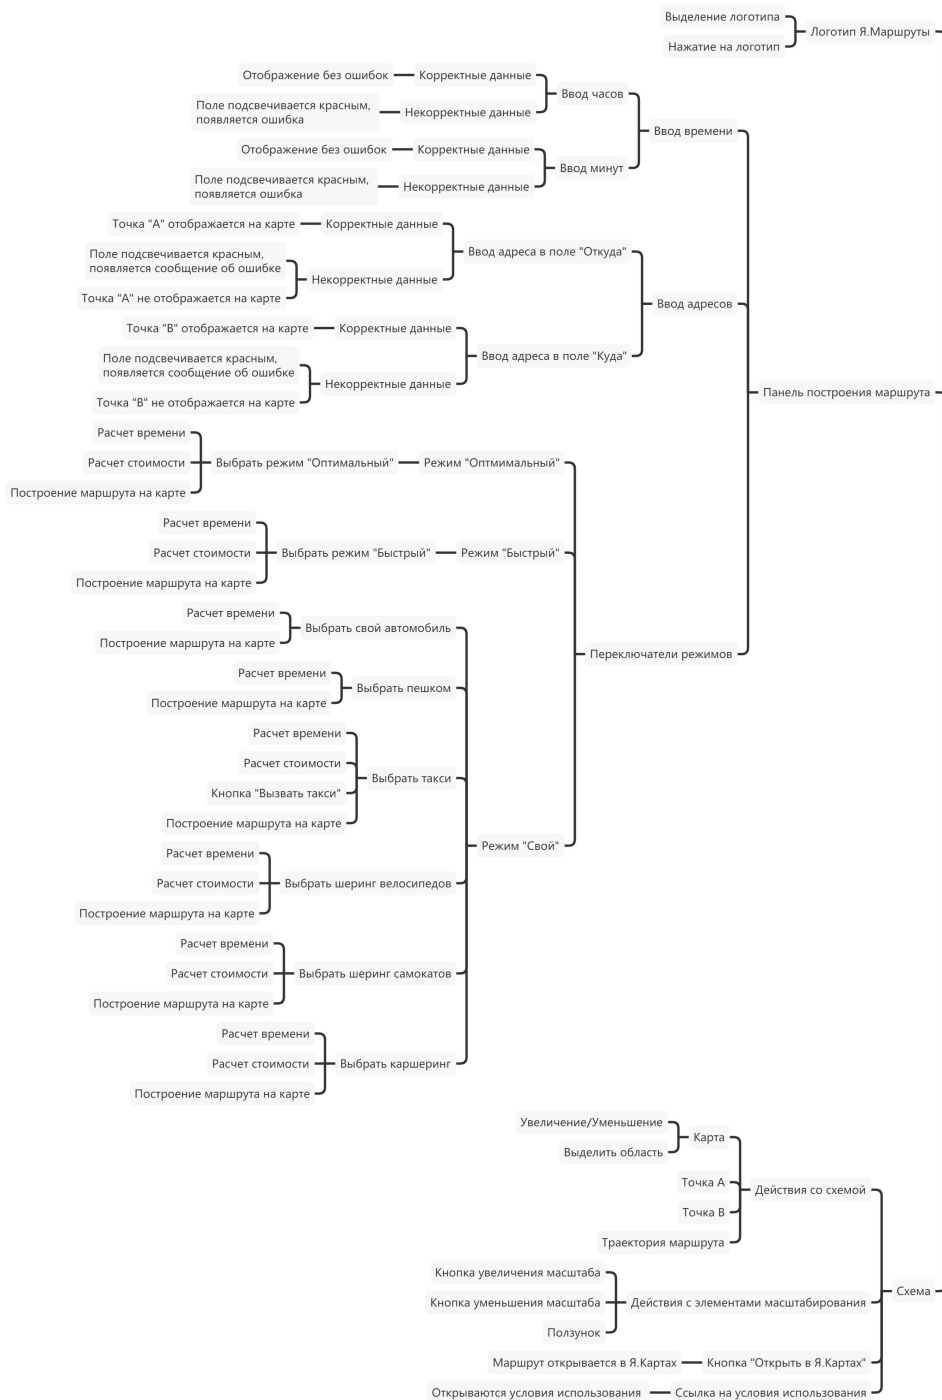 Выделение логотипа
Логотип Я.Маршруты
Нажатие на логотип
Отображение без ошибок
Корректные данные
Ввод часов
Поле подсвечивается красным,
появляется ошибка
Некорректные данные
Ввод времени
Отображение без ошибок
Корректные данные
Ввод минут
Поле подсвечивается красным,
появляется ошибка
Некорректные данные
Точка "А" отображается на карте
Корректные данные
Ввод адреса в поле "Откуда"
Поле подсвечивается красным,
появляется сообщение об ошибке
Некорректные данные
Точка "А" не отображается на карте
Ввод адресов
Точка "В" отображается на карте
Корректные данные
Ввод адреса в поле "Куда"
Поле подсвечивается красным,
появляется сообщение об ошибке
Некорректные данные
Точка "В" не отображается на карте
Панель построения маршрута
Расчет времени
Расчет стоимости
Выбрать режим "Оптимальный"
Режим "Оптмимальный"
Построение маршрута на карте
Расчет времени
Расчет стоимости
Выбрать режим "Быстрый"
Режим "Быстрый"
Построение маршрута на карте
Расчет времени
Выбрать свой автомобиль
Построение маршрута на карте
Переключатели режимов
Расчет времени
Выбрать пешком
Построение маршрута на карте
Расчет времени
Расчет стоимости
Выбрать такси
Кнопка "Вызвать такси"
Построение маршрута на карте
Режим "Свой"
Расчет времени
Расчет стоимости
Выбрать шеринг велосипедов
Построение маршрута на карте
Расчет времени
Расчет стоимости
Выбрать шеринг самокатов
Построение маршрута на карте
Расчет времени
Расчет стоимости
Выбрать каршеринг
Построение маршрута на карте
Увеличение/Уменьшение
Карта
Выделить область
Точка А
Действия со схемой
Точка В
Траектория маршрута
Кнопка увеличения масштаба
Схема
Кнопка уменьшения масштаба
Действия с элементами масштабирования
Ползунок
Маршрут открывается в Я.Картах
Кнопка "Открыть в Я.Картах"
Открываются условия использования
Ссылка на условия использования